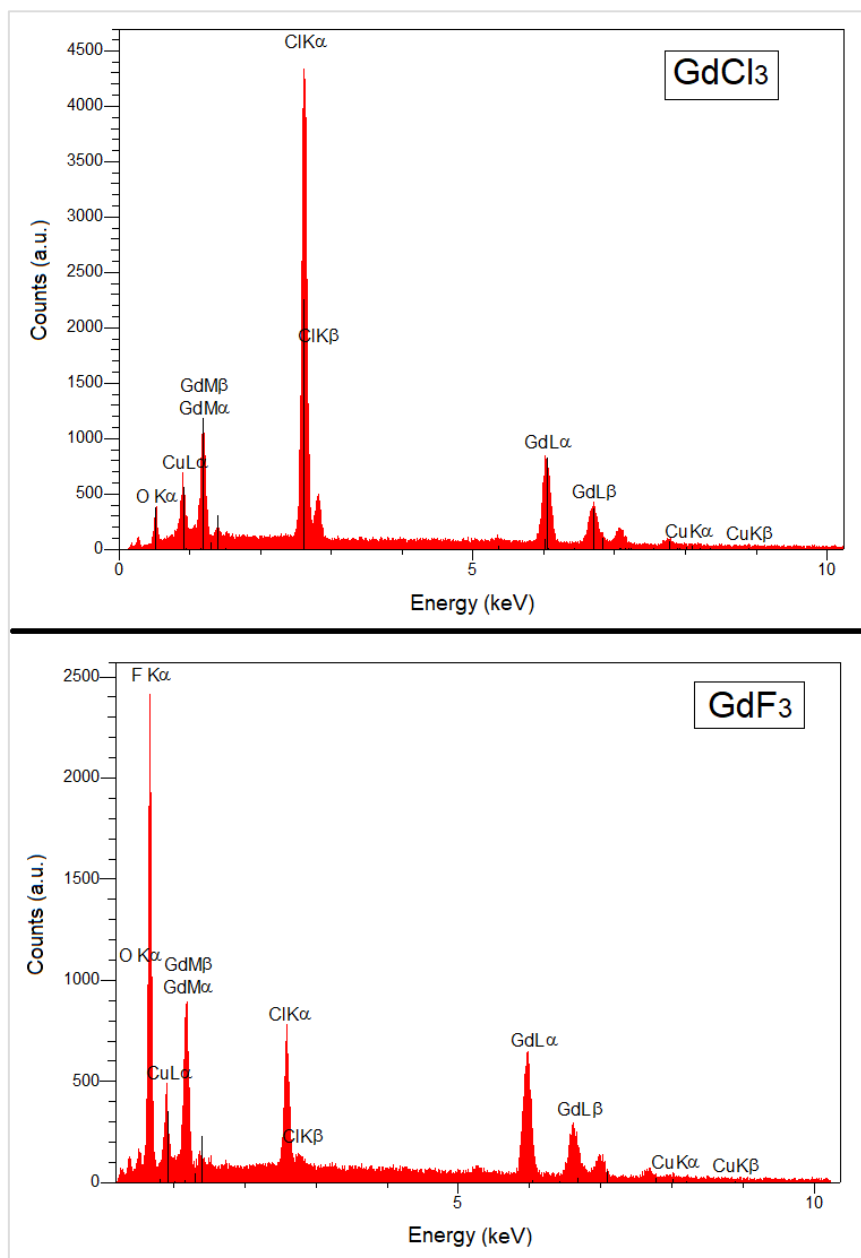 ClKα
GdCl3
4500
4000
3500
3000
2500
2000
1500
1000
500
0
Counts (a.u.)
ClKβ
GdMβ
GdMα
CuLα
O Kα
GdLα
GdLβ
CuKα
CuKβ
0
5
10
Energy (keV)
F Kα
GdF3
2500
2000
1500
1000
500
0
Counts (a.u.)
O Kα
GdMβ
GdMα
CuLα
ClKα
ClKβ
GdLα
GdLβ
CuKα
CuKβ
5
10
Energy (keV)